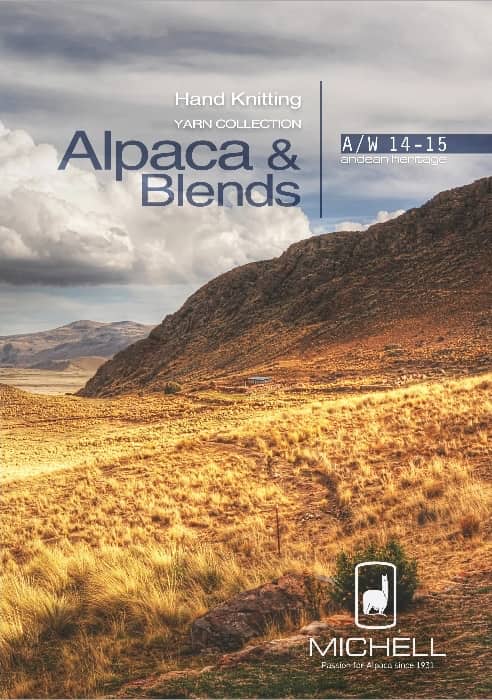 Hand Knitting
YARN COLLECTION
Alpaca &
Blends
A/W 14-15
andean heritage
MICHELL
Passion for Alpaca since 1931